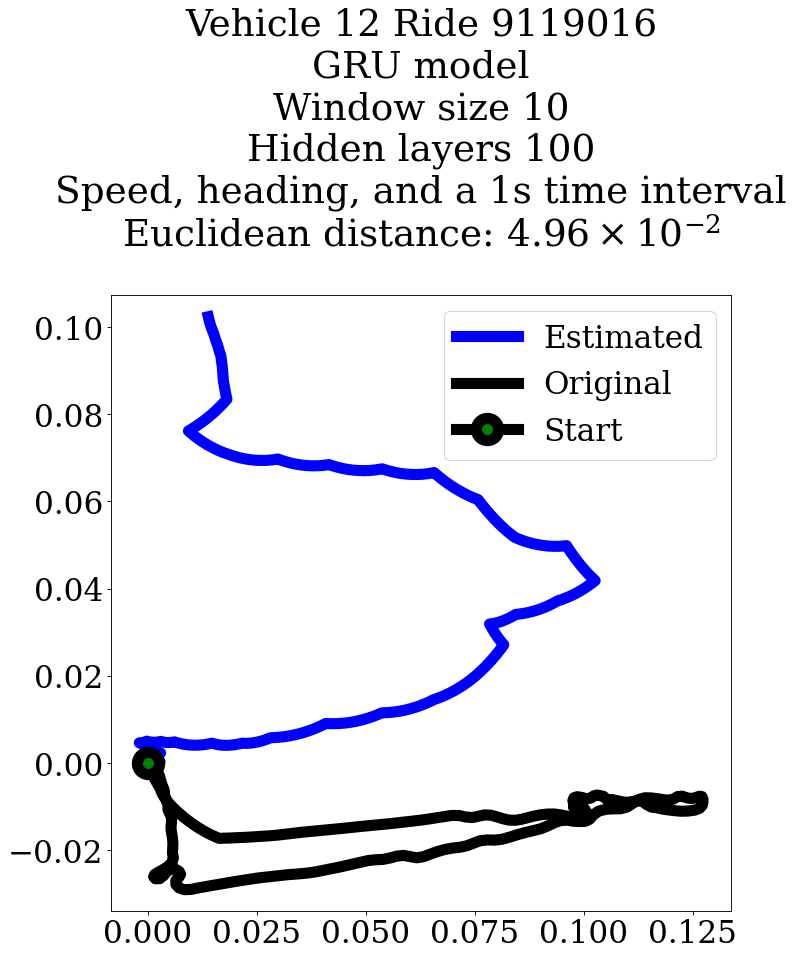 Vehicle 12 Ride 9119016
GRU model
Window size 10
Hidden layers 100
Speed, heading, and a 1s time interval
Euclidean distance: 4.96 × 10⁻²
Estimated
Original
Start
0.10
0.08
0.06
0.04
0.02
0.00
−0.02
0.000 0.025 0.050 0.075 0.100 0.125